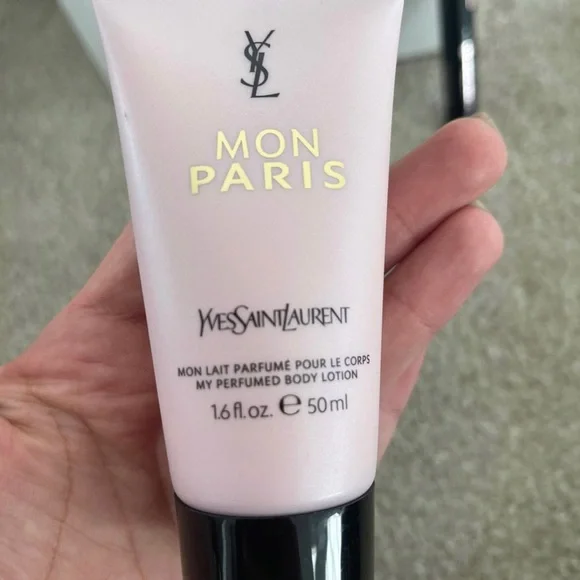 YSL
MON
PARIS
YVESSAINTLAURENT
MON LAIT PARFUMÉ POUR LE CORPS
MY PERFUMED BODY LOTION
1.6 fl.oz. e 50 ml